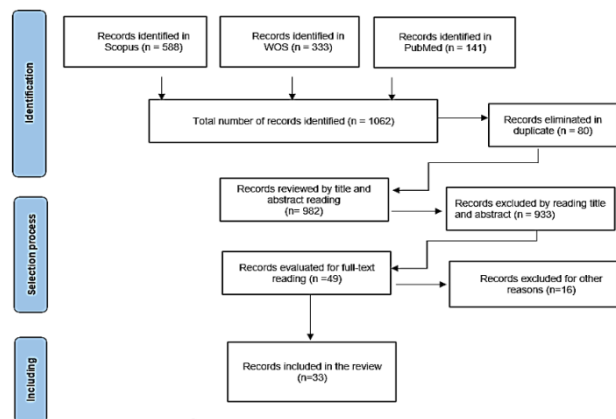 Identification
Records identified in
Scopus (n = 588)
Records identified in
WOS (n = 333)
Records identified in
PubMed (n = 141)
Total number of records identified (n = 1062)
Records eliminated in
duplicate (n = 80)
Selection process
Records reviewed by title and
abstract reading
(n= 982)
Records excluded by reading title
and abstract (n = 933)
Records evaluated for full-text
reading (n =49)
Records excluded for other
reasons (n=16)
Including
Records included in the review
(n=33)